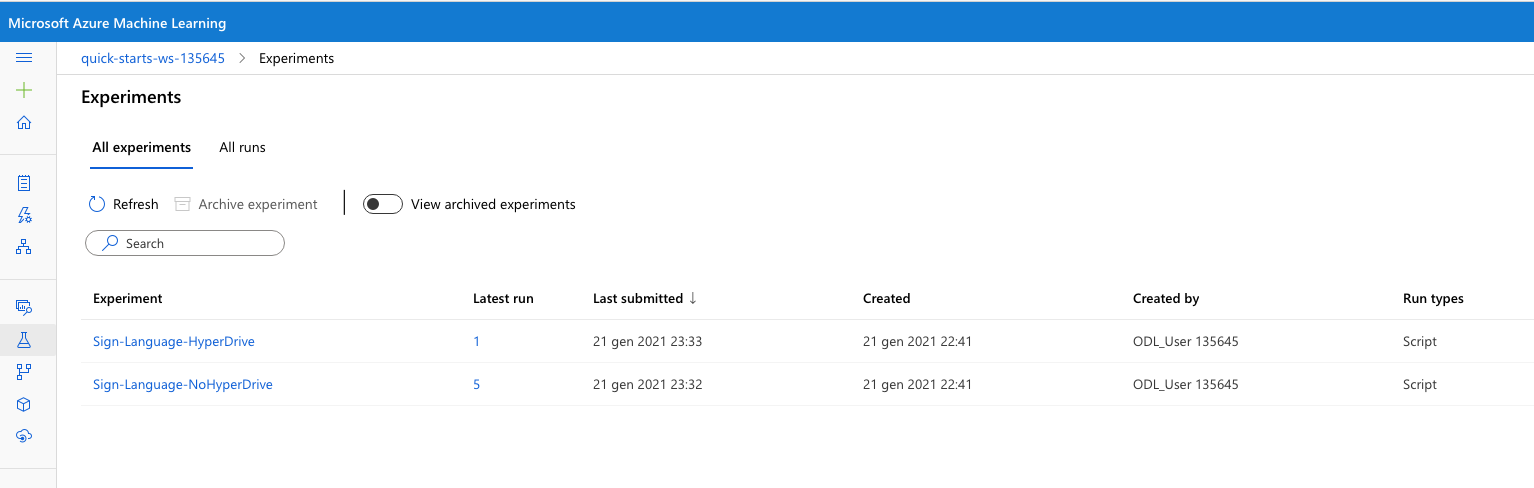 Microsoft Azure Machine Learning
quick-starts-ws-135645 > Experiments
Experiments
All experiments All runs
Refresh Archive experiment View archived experiments
Search
Experiment Latest run Last submitted ↓ Created Created by Run types
Sign-Language-HyperDrive 1 21 gen 2021 23:33 21 gen 2021 22:41 ODL_User 135645 Script
Sign-Language-NoHyperDrive 5 21 gen 2021 23:32 21 gen 2021 22:41 ODL_User 135645 Script